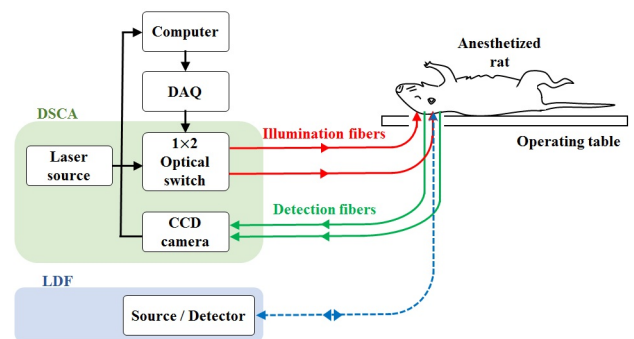 Computer
DAQ
DSCA
Laser
source
1×2
Optical
switch
CCD
camera
Illumination fibers
Detection fibers
Anesthetized
rat
Operating table
LDF
Source / Detector